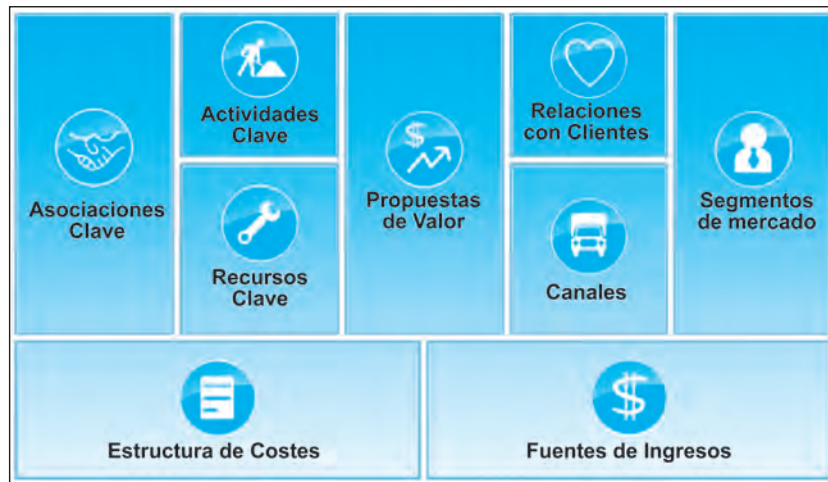 Asociaciones
Clave
Actividades
Clave
Recursos
Clave
$
Propuestas
de Valor
Relaciones
con Clientes
Canales
Segmentos
de mercado
Estructura de Costes
$
Fuentes de Ingresos